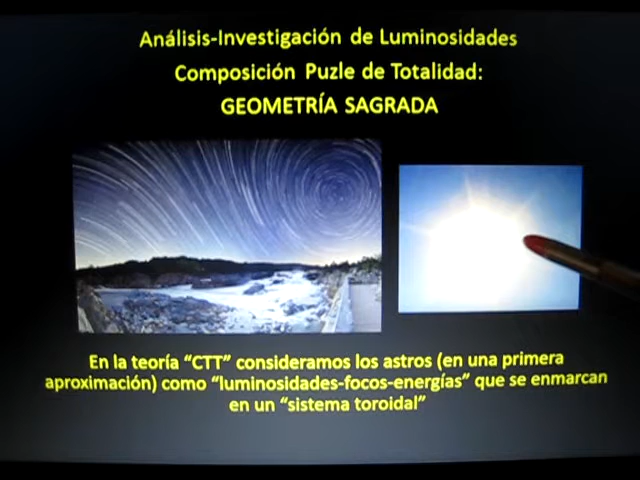 Análisis-Investigación de Luminosidades
Composición Puzle de Totalidad:
GEOMETRÍA SAGRADA
En la teoría “CTT” consideramos los astros (en una primera
aproximación) como “luminosidades-focos-energías” que se enmarcan
en un “sistema toroidal”